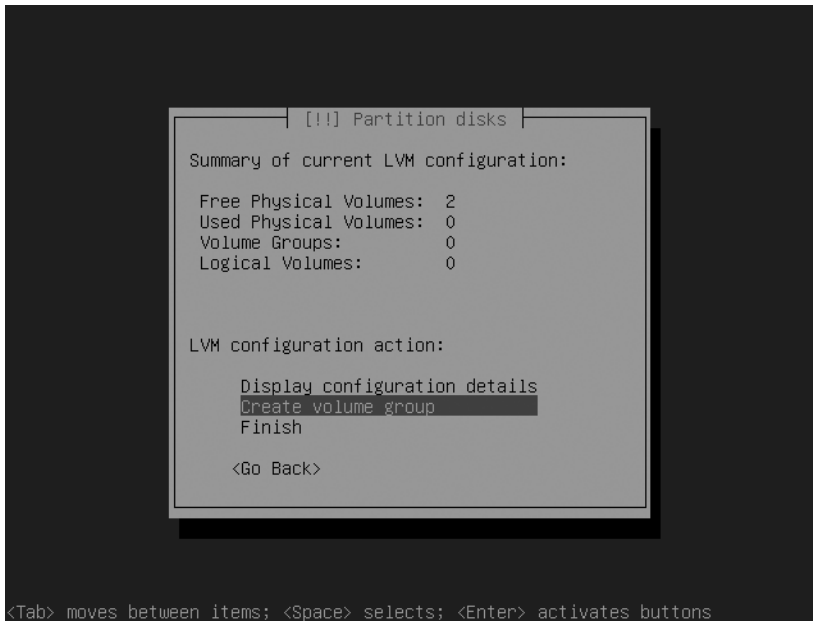 [!!] Partition disks
Summary of current LVM configuration:
Free Physical Volumes: 2
Used Physical Volumes: 0
Volume Groups: 0
Logical Volumes: 0
LVM configuration action:
Display configuration details
Create volume group
Finish
<Go Back>
<Tab> moves between items; <Space> selects; <Enter> activates buttons